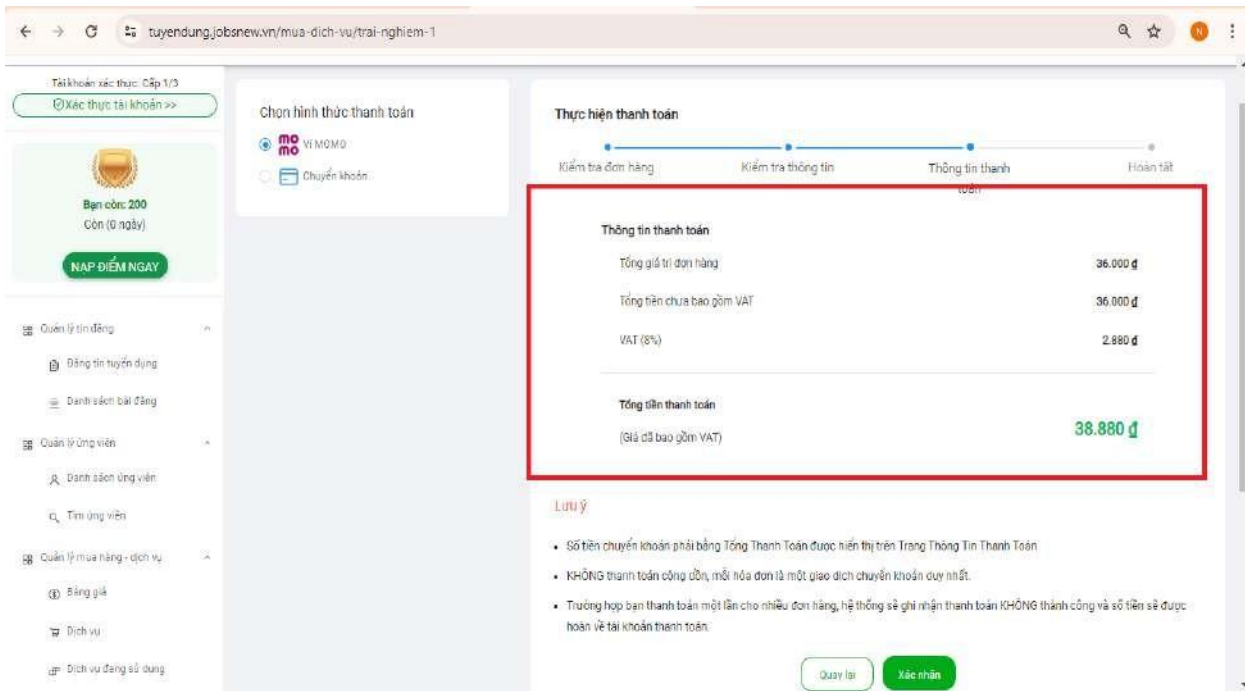 tuyendung.jobsnew.vn/mua-dich-vu/trai-nghiem-1
N
Tài khoản xác thực: Cấp 1/3
Xác thực tài khoản >>
Bạn còn: 200
Còn (0 ngày)
NẠP ĐIỂM NGAY
Quản lý tin đăng
Đăng tin tuyển dụng
Danh sách bài đăng
Quản lý ứng viên
Danh sách ứng viên
Tìm ứng viên
Quản lý mua hàng - dịch vụ
Bảng giá
Dịch vụ
Dịch vụ đang sử dụng
Chọn hình thức thanh toán
mo mo Ví MOMO
Chuyển khoản
Thực hiện thanh toán
Kiểm tra đơn hàng
Kiểm tra thông tin
Thông tin thanh
toán
Hoàn tất
Thông tin thanh toán
Tổng giá trị đơn hàng 36.000 ₫
Tổng tiền chưa bao gồm VAT 36.000 ₫
VAT (8%) 2.880 ₫
Tổng tiền thanh toán
(Giá đã bao gồm VAT) 38.880 ₫
Lưu ý
• Số tiền chuyển khoản phải bằng Tổng Thanh Toán được hiển thị trên Trang Thông Tin Thanh Toán
• KHÔNG thanh toán cộng dồn, mỗi hóa đơn là một giao dịch chuyển khoản duy nhất.
• Trường hợp bạn thanh toán một lần cho nhiều đơn hàng, hệ thống sẽ ghi nhận thanh toán KHÔNG thành công và số tiền sẽ được
hoàn về tài khoản thanh toán.
Quay lại
Xác nhận